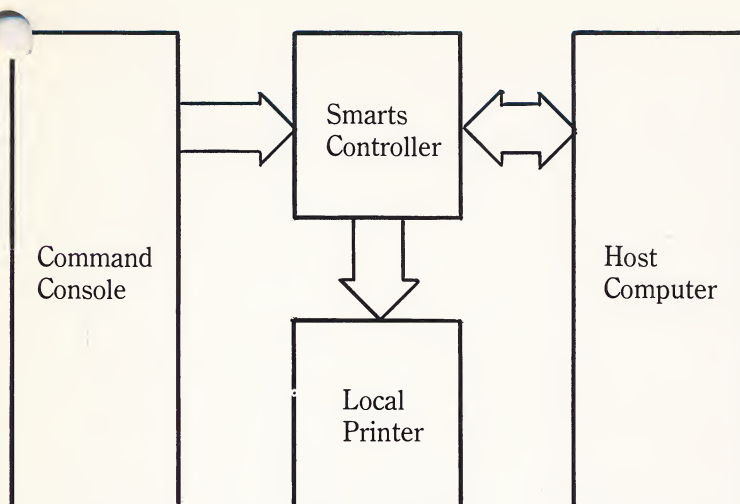 Smarts
Controller
Command
Console
Host
Computer
Local
Printer